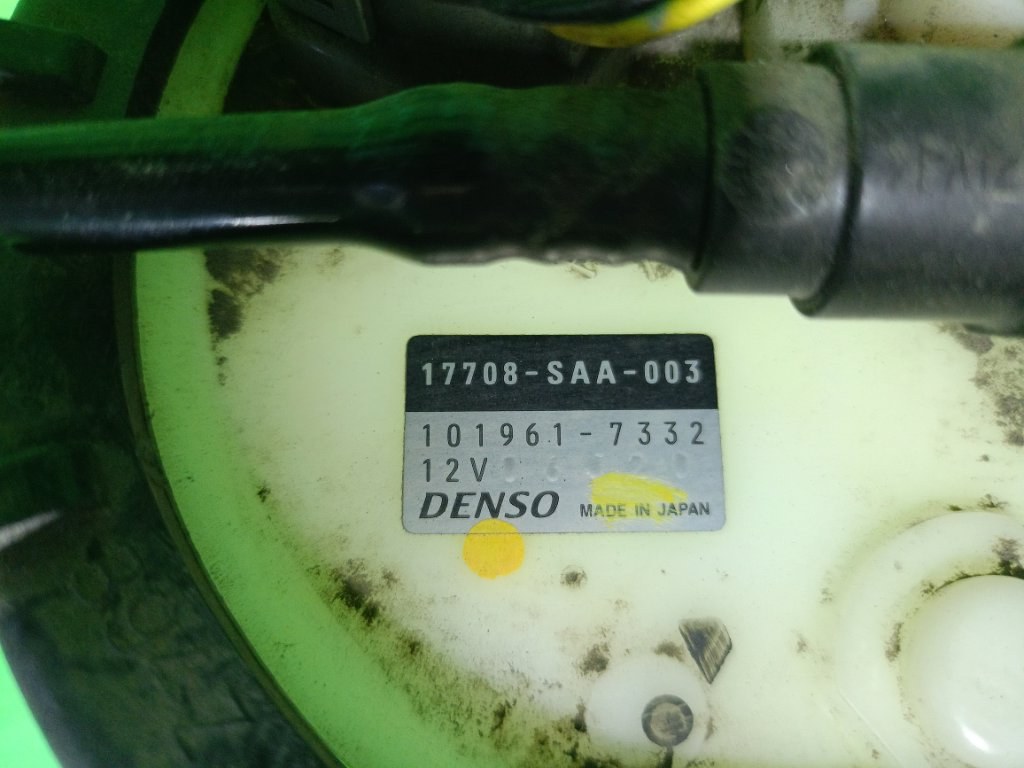 17708-SAA-003
101961-7332
12V
DENSO MADE IN JAPAN